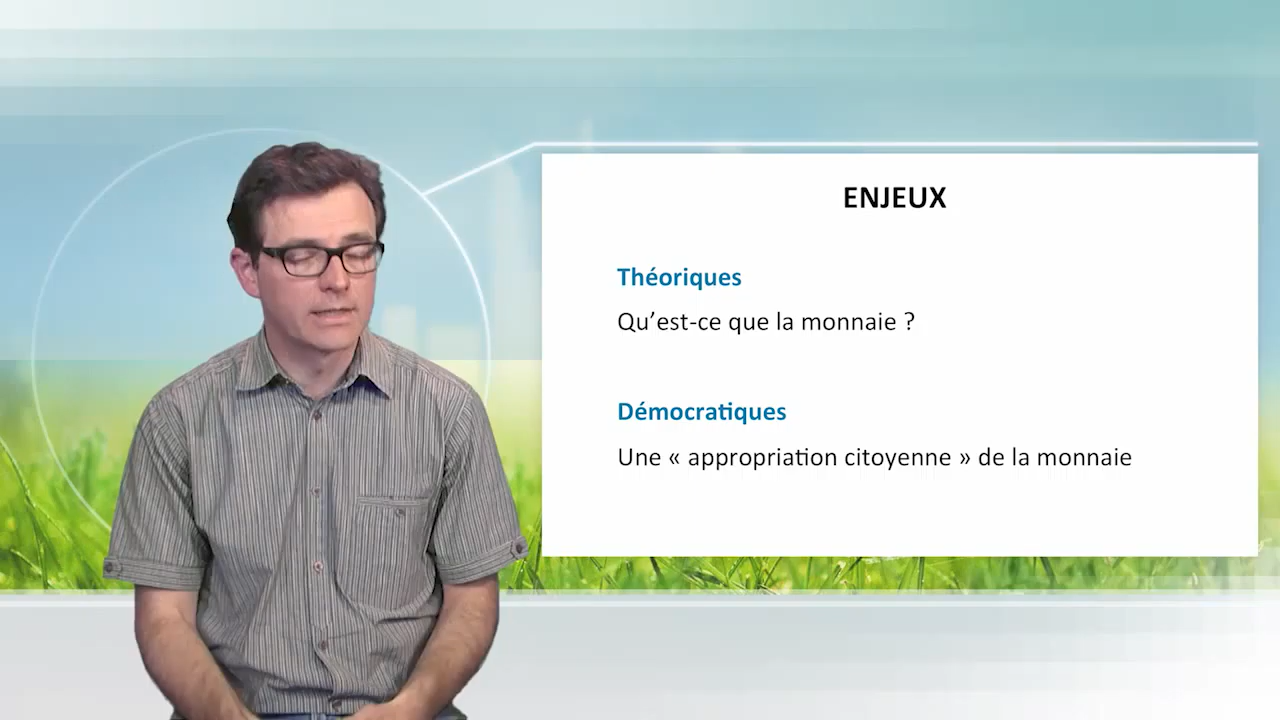 ENJEUX
Théoriques
Qu’est-ce que la monnaie ?
Démocratiques
Une « appropriation citoyenne » de la monnaie